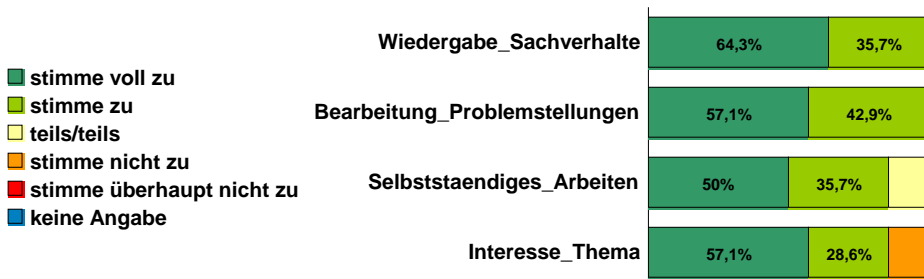 stimme voll zu
stimme zu
teils/teils
stimme nicht zu
stimme überhaupt nicht zu
keine Angabe
Wiedergabe_Sachverhalte 64,3% 35,7%
Bearbeitung_Problemstellungen 57,1% 42,9%
Selbststaendiges_Arbeiten 50% 35,7%
Interesse_Thema 57,1% 28,6%